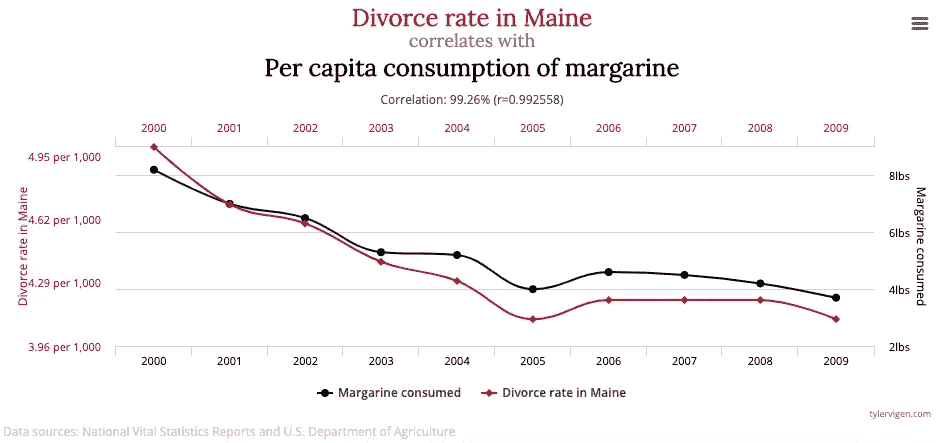 Divorce rate in Maine
correlates with
Per capita consumption of margarine
Correlation: 99.26% (r=0.992558)
2000 2001 2002 2003 2004 2005 2006 2007 2008 2009
4.95 per 1,000
8lbs
4.62 per 1,000
6lbs
Divorce rate in Maine
Margarine consumed
4.29 per 1,000
4lbs
3.96 per 1,000
2lbs
2000 2001 2002 2003 2004 2005 2006 2007 2008 2009
Margarine consumed Divorce rate in Maine
tylervigen.com
Data sources: National Vital Statistics Reports and U.S. Department of Agriculture